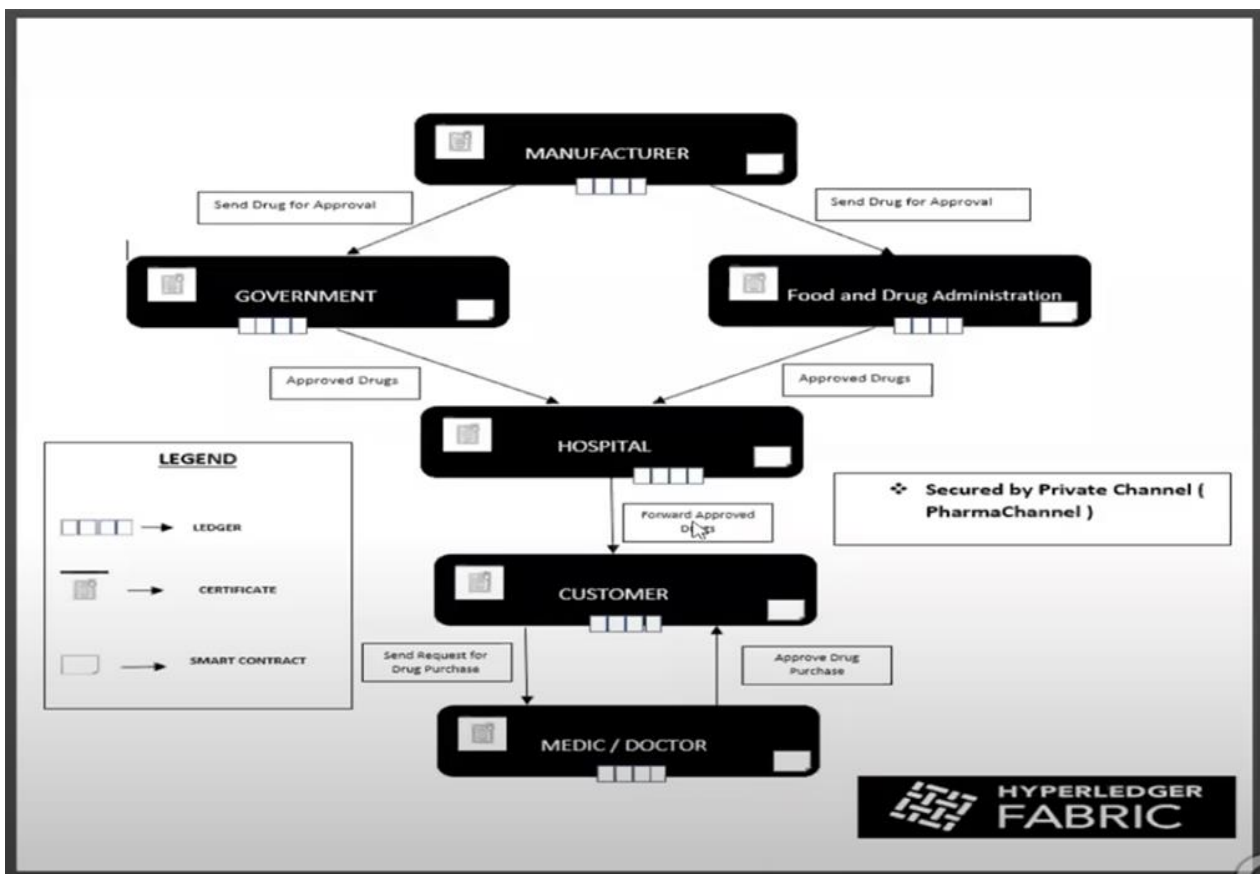 MANUFACTURER
Send Drug for Approval
Send Drug for Approval
GOVERNMENT
Food and Drug Administration
Approved Drugs
Approved Drugs
HOSPITAL
LEGEND
LEDGER
CERTIFICATE
SMART CONTRACT
❖ Secured by Private Channel (
PharmaChannel )
Forward Approved
Drugs
CUSTOMER
Send Request for
Drug Purchase
Approve Drug
Purchase
MEDIC / DOCTOR
HYPERLEDGER
FABRIC